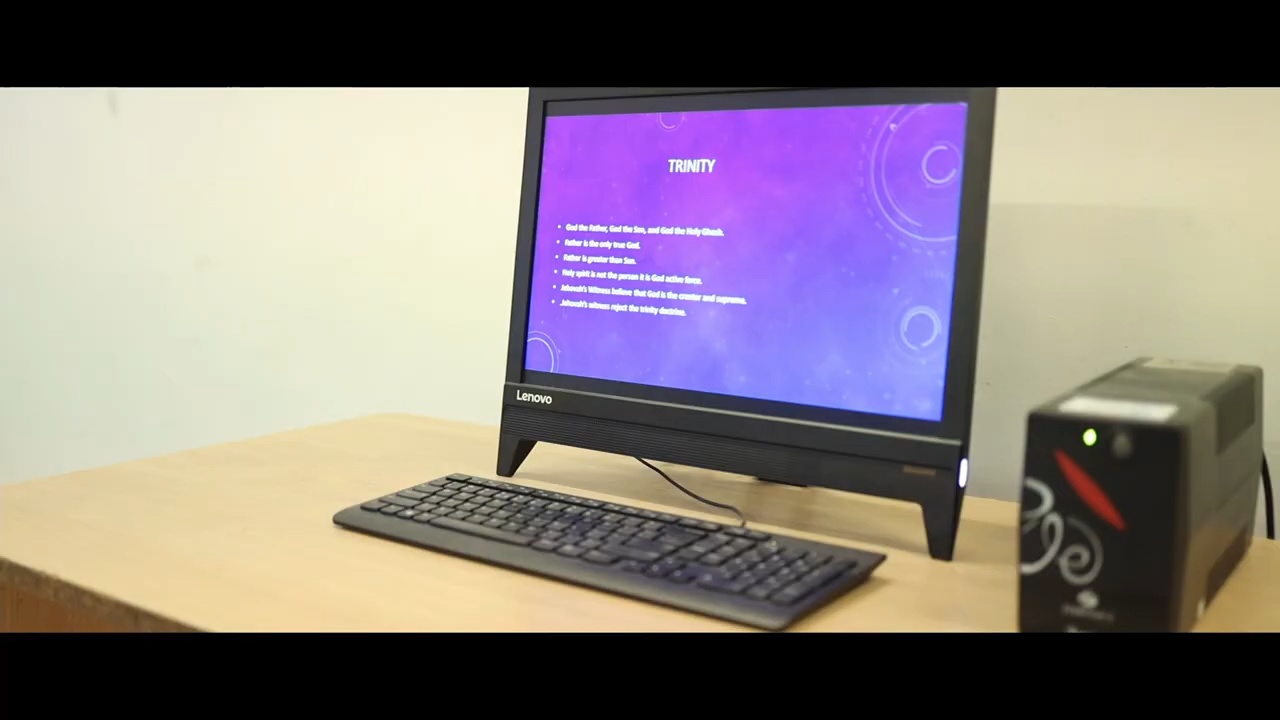 TRINITY
• God the Father, God the Son, and God the Holy Ghosh.
• Father is the only true God.
• Father is greater than Son.
• Holy spirit is not the person it is God active force.
• Jehovah's Witness believe that God is the creator and supreme.
• Jehovah's witness reject the trinity doctrine.
Lenovo